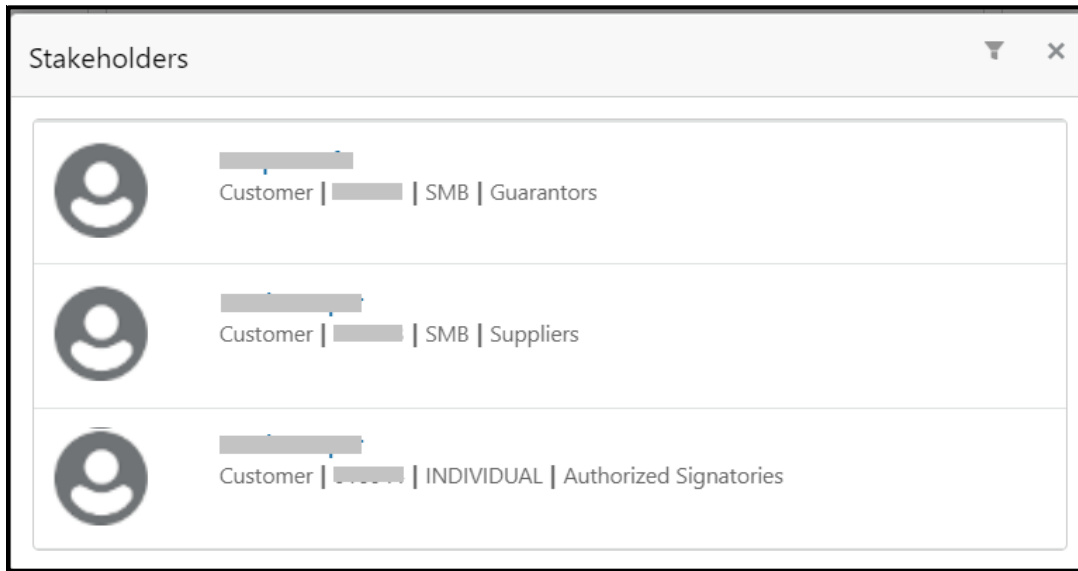 Stakeholders
Customer | | SMB | Guarantors
Customer | | SMB | Suppliers
Customer | | INDIVIDUAL | Authorized Signatories